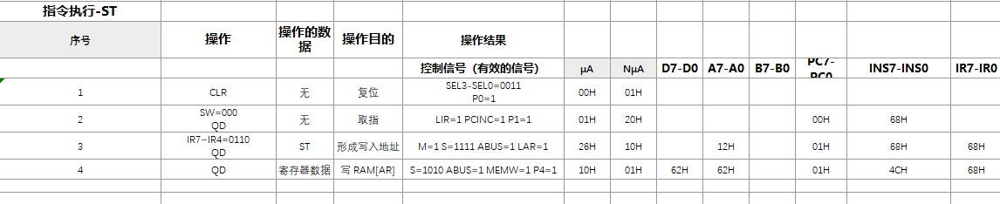 指令执行-ST
序号 操作 操作的数据 操作目的 操作结果
控制信号（有效的信号） μA NμA D7-D0 A7-A0 B7-B0 PC7-PC0 INS7-INS0 IR7-IR0
1 CLR 无 复位 SEL3-SEL0=0011 P0=1 00H 01H
2 SW=000 QD 无 取指 LIR=1 PCINC=1 P1=1 01H 20H 00H 68H
3 IR7–IR4=0110 QD ST 形成写入地址 M=1 S=1111 ABUS=1 LAR=1 26H 10H 12H 01H 68H 68H
4 QD 寄存器数据 写 RAM[AR] S=1010 ABUS=1 MEMW=1 P4=1 10H 01H 62H 62H 01H 4CH 68H